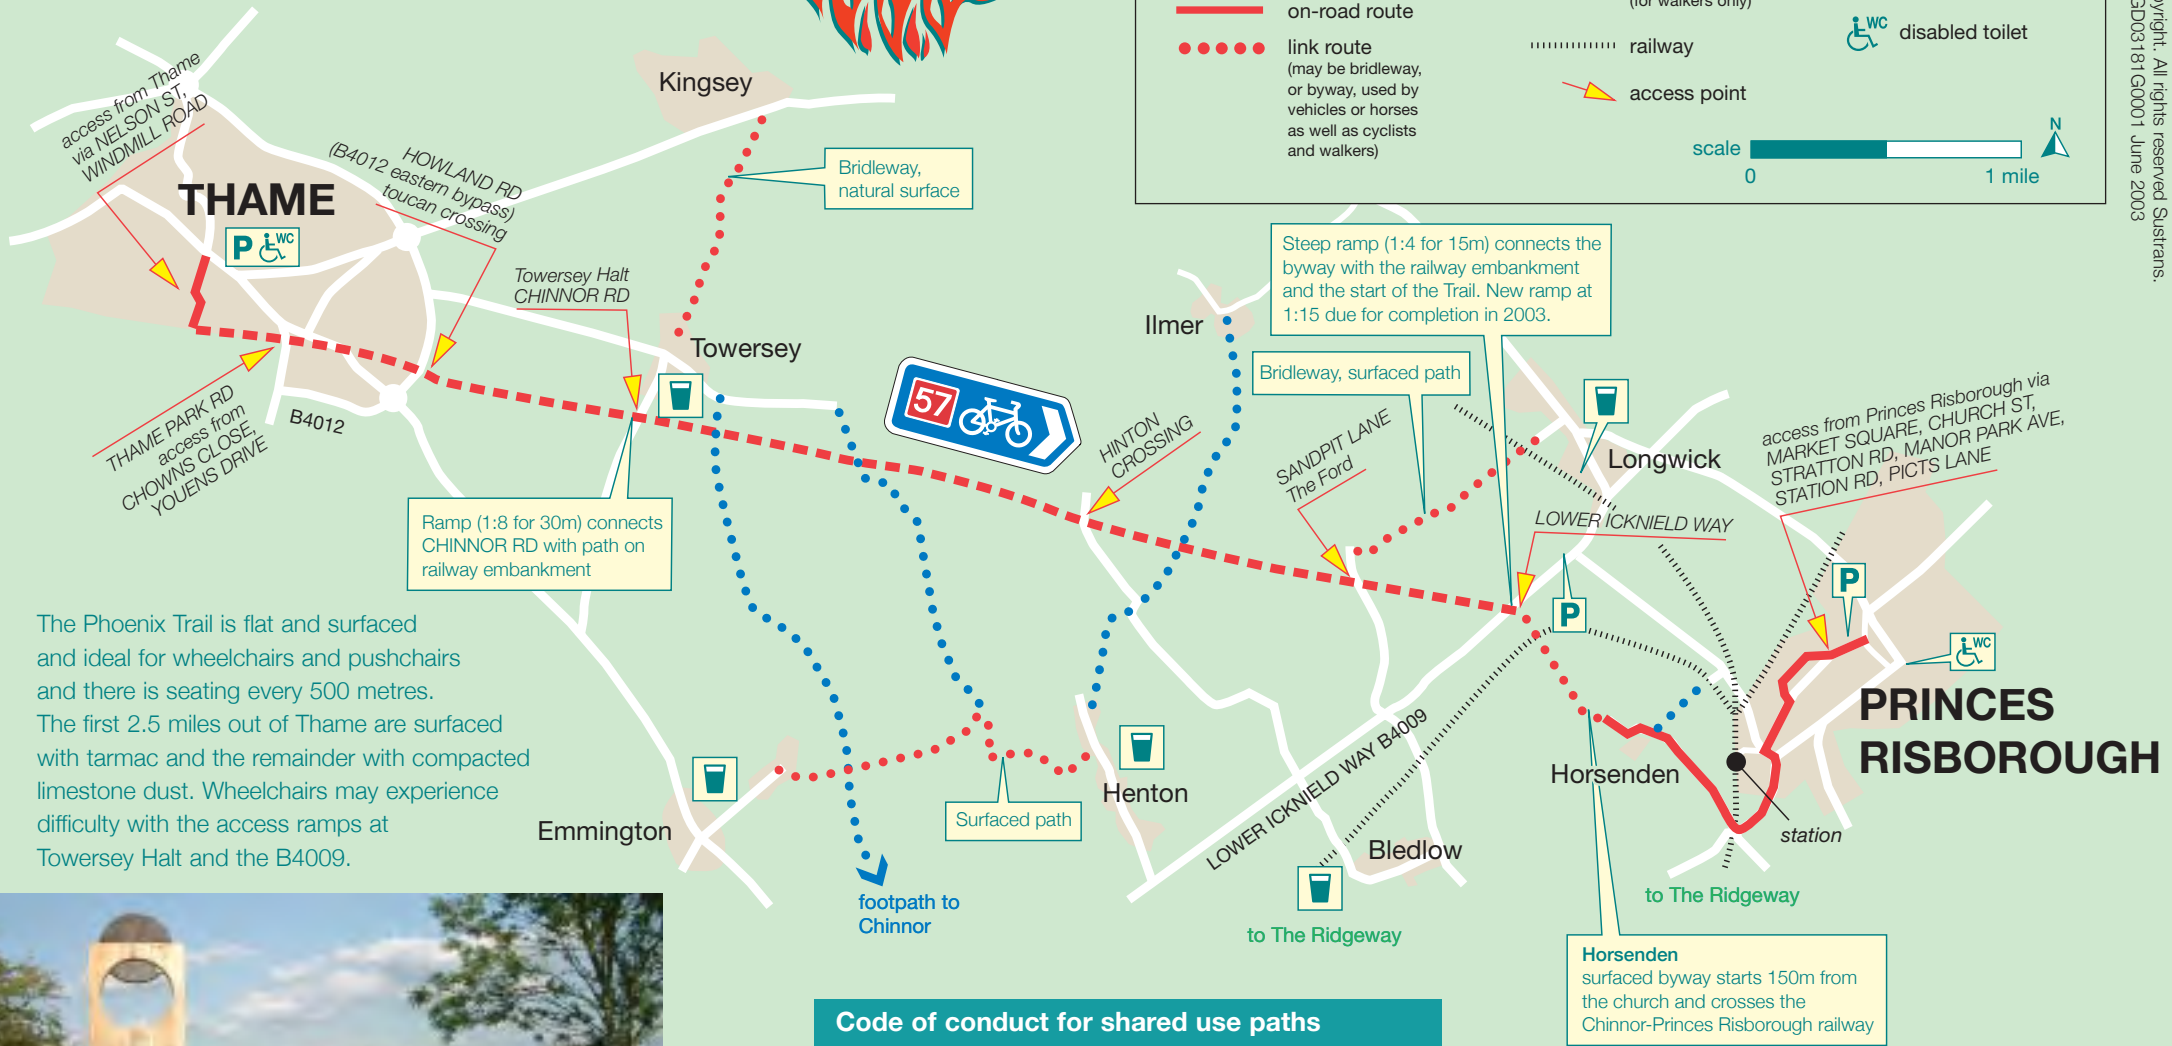 on-road route
link route
(may be bridleway,
or byway, used by
vehicles or horses
as well as cyclists
and walkers)
(for walkers only)
railway
access point
WC
disabled toilet
scale
0
1 mile
N
pyright. All rights reserved Sustrans.
GD03181G0001 June 2003
access from Thame
via NELSON ST,
WINDMILL ROAD
THAME
P WC
HOWLAND RD
(B4012 eastern bypass)
toucan crossing
Kingsey
Bridleway,
natural surface
Towersey Halt
CHINNOR RD
Towersey
THAME PARK RD
access from
CHOWNS CLOSE,
YOUENS DRIVE
B4012
Ramp (1:8 for 30m) connects
CHINNOR RD with path on
railway embankment
57
HINTON
CROSSING
Ilmer
Steep ramp (1:4 for 15m) connects the
byway with the railway embankment
and the start of the Trail. New ramp at
1:15 due for completion in 2003.
Bridleway, surfaced path
SANDPIT LANE
The Ford
Longwick
LOWER ICKNIELD WAY
access from Princes Risborough via
MARKET SQUARE, CHURCH ST,
STRATTON RD, MANOR PARK AVE,
STATION RD, PICTS LANE
P
P
WC
PRINCES
RISBOROUGH
station
Horsenden
to The Ridgeway
Horsenden
surfaced byway starts 150m from
the church and crosses the
Chinnor-Princes Risborough railway
LOWER ICKNIELD WAY B4009
Bledlow
to The Ridgeway
Henton
Surfaced path
Emmington
footpath to
Chinnor
The Phoenix Trail is flat and surfaced
and ideal for wheelchairs and pushchairs
and there is seating every 500 metres.
The first 2.5 miles out of Thame are surfaced
with tarmac and the remainder with compacted
limestone dust. Wheelchairs may experience
difficulty with the access ramps at
Towersey Halt and the B4009.
Code of conduct for shared use paths